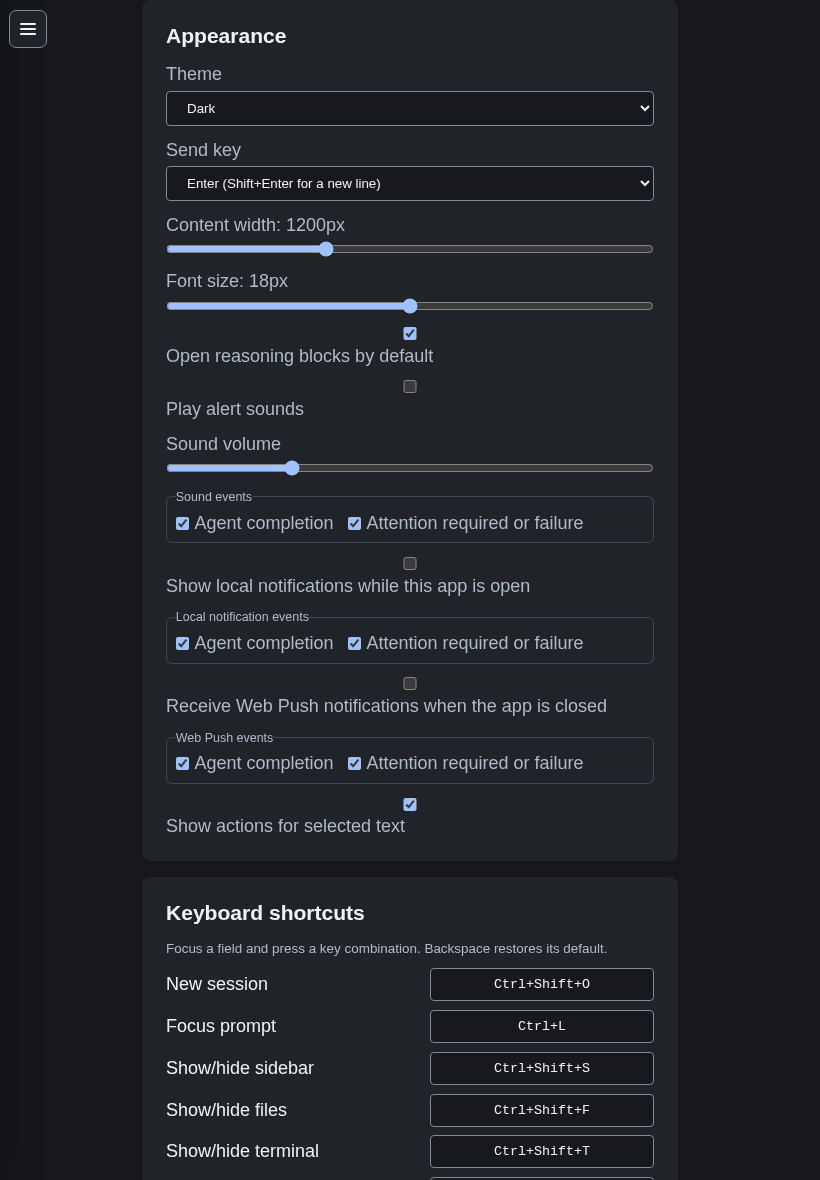 Appearance
Theme
Dark
Send key
Enter (Shift+Enter for a new line)
Content width: 1200px
Font size: 18px
Open reasoning blocks by default
Play alert sounds
Sound volume
Sound events
Agent completion Attention required or failure
Show local notifications while this app is open
Local notification events
Agent completion Attention required or failure
Receive Web Push notifications when the app is closed
Web Push events
Agent completion Attention required or failure
Show actions for selected text
Keyboard shortcuts
Focus a field and press a key combination. Backspace restores its default.
New session Ctrl+Shift+O
Focus prompt Ctrl+L
Show/hide sidebar Ctrl+Shift+S
Show/hide files Ctrl+Shift+F
Show/hide terminal Ctrl+Shift+T